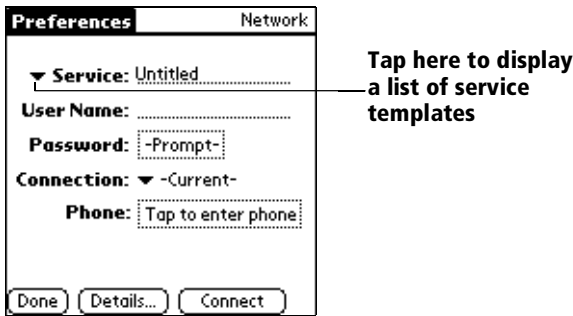 Preferences Network
Service: Untitled
User Name:
Password: -Prompt-
Connection: -Current-
Phone: Tap to enter phone
Done Details... Connect
Tap here to display
a list of service
templates